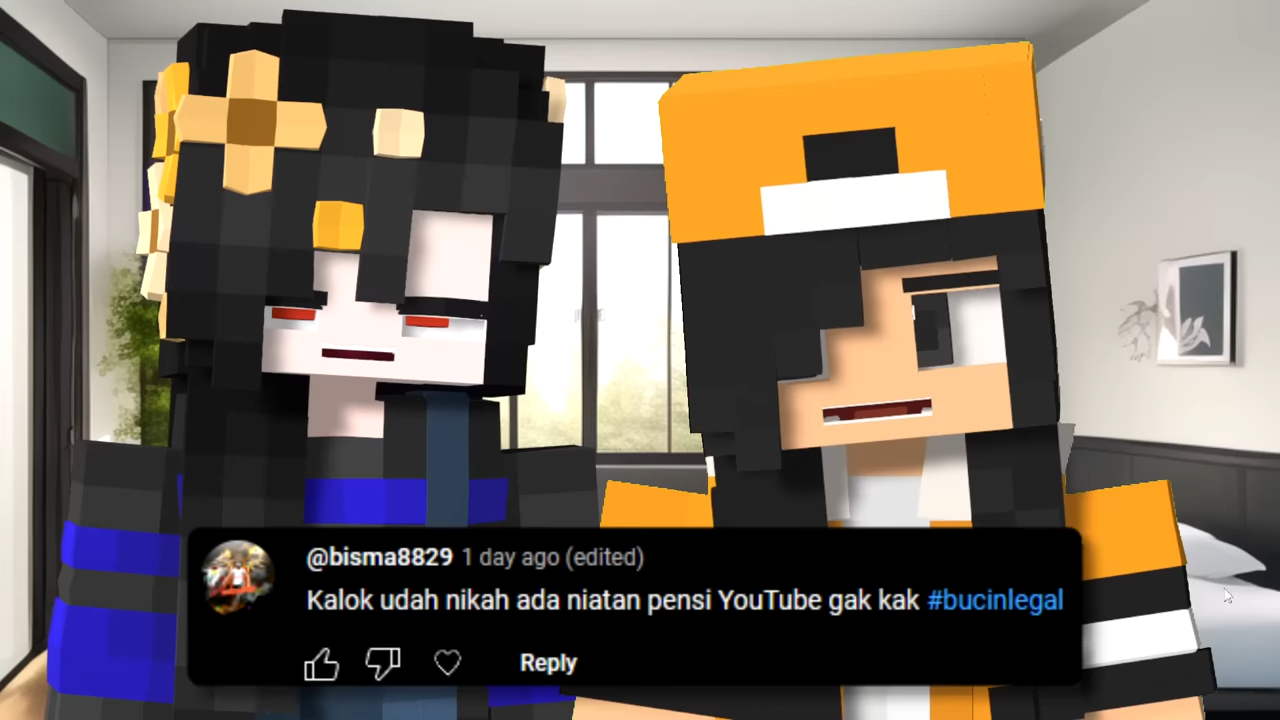 @bisma8829 1 day ago (edited)
Kalok udah nikah ada niatan pensi YouTube gak kak #bucinlegal
Reply